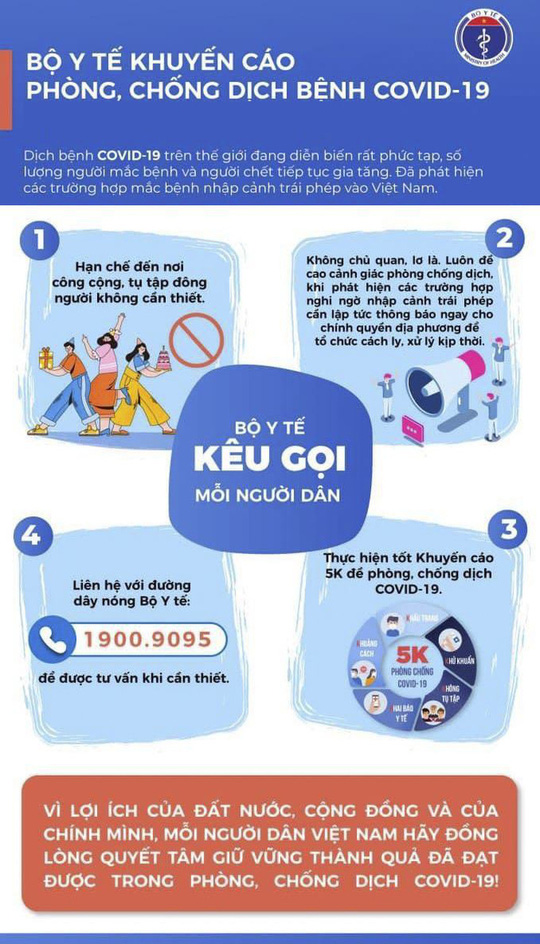 BỘ Y TẾ
MINISTRY OF HEALTH
BỘ Y TẾ KHUYẾN CÁO
PHÒNG, CHỐNG DỊCH BỆNH COVID-19
Dịch bệnh COVID-19 trên thế giới đang diễn biến rất phức tạp, số
lượng người mắc bệnh và người chết tiếp tục gia tăng. Đã phát hiện
các trường hợp mắc bệnh nhập cảnh trái phép vào Việt Nam.
1
Hạn chế đến nơi
công cộng, tụ tập đông
người không cần thiết.
2
Không chủ quan, lơ là. Luôn đề
cao cảnh giác phòng chống dịch,
khi phát hiện các trường hợp
nghi ngờ nhập cảnh trái phép
cần lập tức thông báo ngay cho
chính quyền địa phương để
tổ chức cách ly, xử lý kịp thời.
BỘ Y TẾ
KÊU GỌI
MỖI NGƯỜI DÂN
3
Thực hiện tốt Khuyến cáo
5K để phòng, chống dịch
COVID-19.
KHẨU TRANG
KHỬ KHUẨN
KHÔNG
TỤ TẬP
KHAI BÁO
Y TẾ
KHOẢNG
CÁCH
5K
PHÒNG CHỐNG
COVID-19
4
Liên hệ với đường
dây nóng Bộ Y tế:
1900.9095
để được tư vấn khi cần thiết.
VÌ LỢI ÍCH CỦA ĐẤT NƯỚC, CỘNG ĐỒNG VÀ CỦA
CHÍNH MÌNH, MỖI NGƯỜI DÂN VIỆT NAM HÃY ĐỒNG
LÒNG QUYẾT TÂM GIỮ VỮNG THÀNH QUẢ ĐÃ ĐẠT
ĐƯỢC TRONG PHÒNG, CHỐNG DỊCH COVID-19!